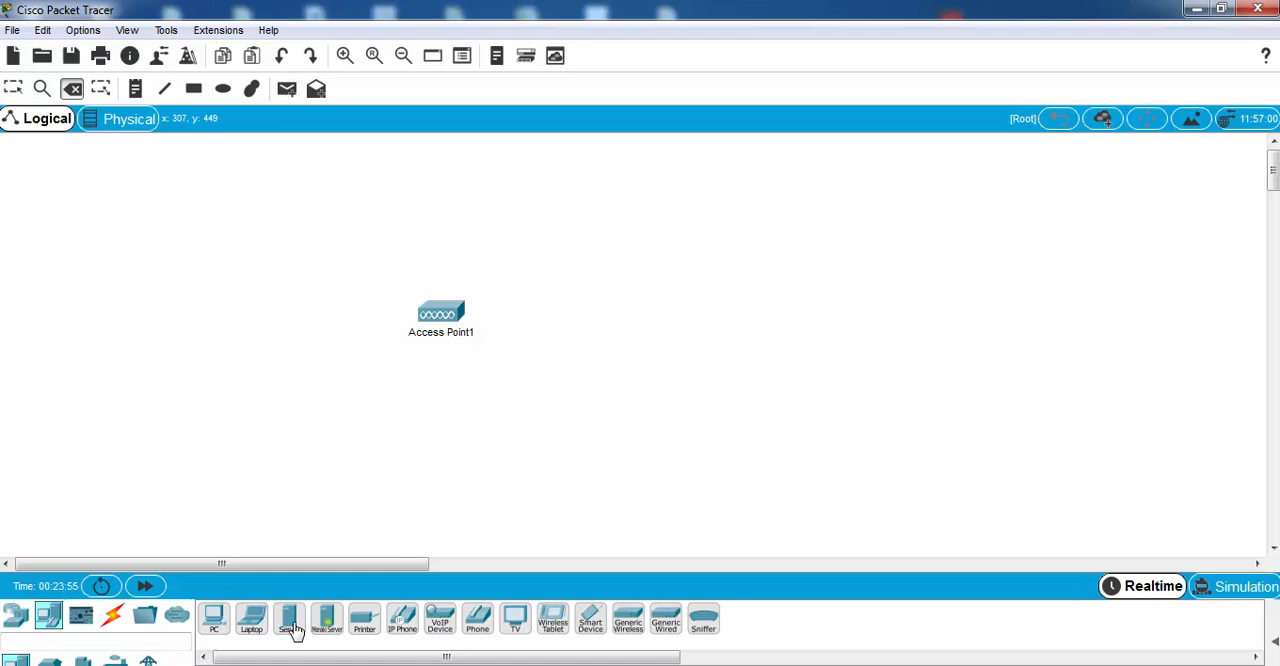 Cisco Packet Tracer
File Edit Options View Tools Extensions Help
?
Logical Physical x: 307, y: 449 [Root] 11:57:00
Access Point1
Time: 00:23:55 Realtime Simulation
PC Laptop Meraki Server Printer IP Phone VoIP Device Phone TV Wireless Tablet Smart Device Generic Wireless Generic Wired Sniffer